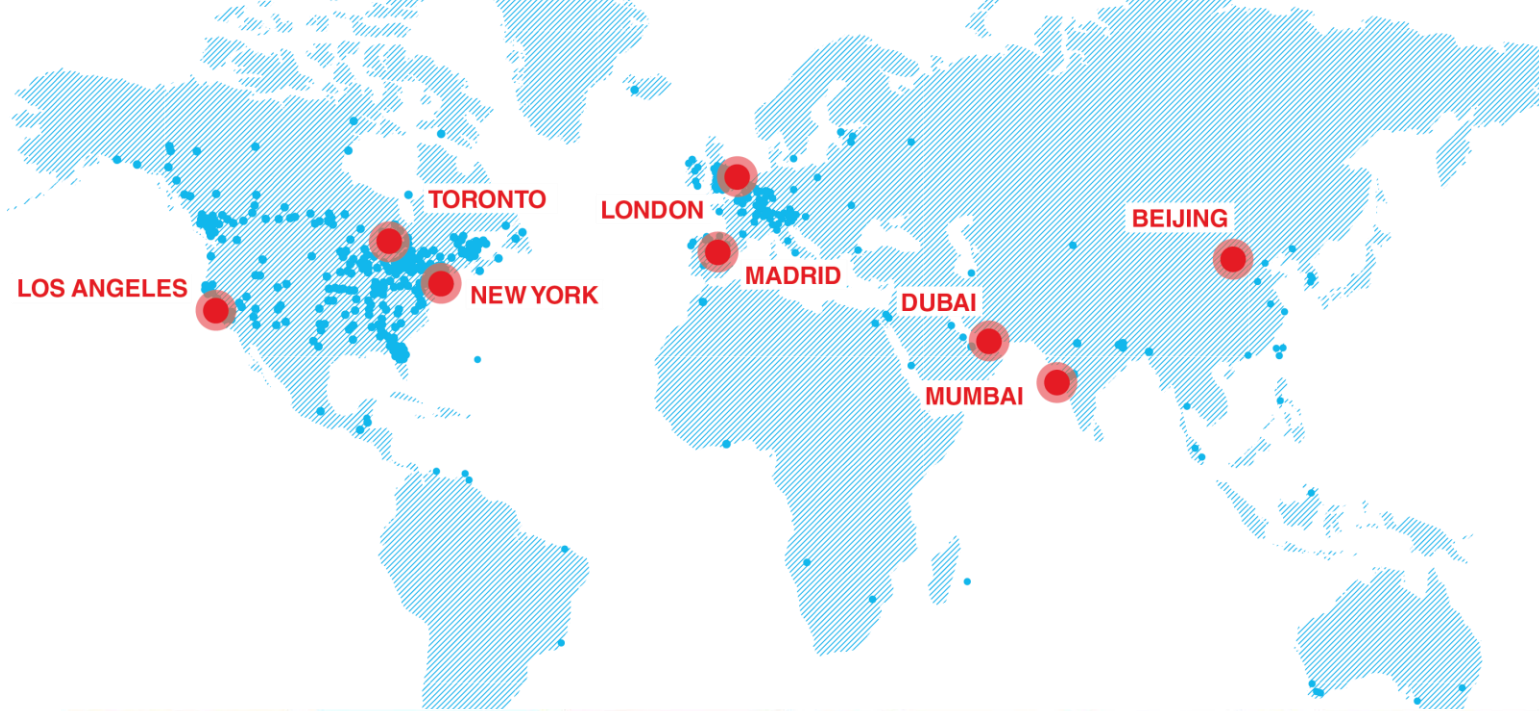 TORONTO
LONDON
BEIJING
LOS ANGELES
MADRID
NEW YORK
DUBAI
MUMBAI